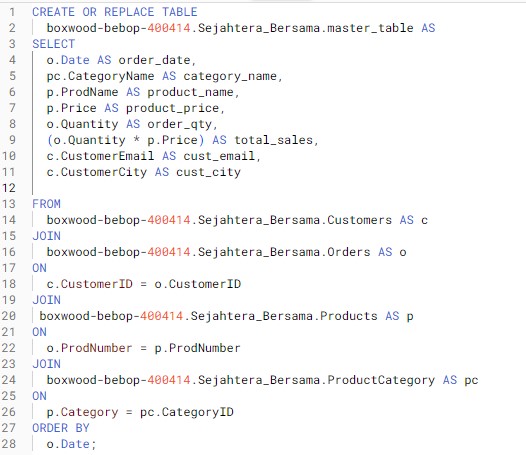 1 CREATE OR REPLACE TABLE
2 boxwood-bebop-400414.Sejahtera_Bersama.master_table AS
3 SELECT
4 o.Date AS order_date,
5 pc.CategoryName AS category_name,
6 p.ProdName AS product_name,
7 p.Price AS product_price,
8 o.Quantity AS order_qty,
9 (o.Quantity * p.Price) AS total_sales,
10 c.CustomerEmail AS cust_email,
11 c.CustomerCity AS cust_city
12
13 FROM
14 boxwood-bebop-400414.Sejahtera_Bersama.Customers AS c
15 JOIN
16 boxwood-bebop-400414.Sejahtera_Bersama.Orders AS o
17 ON
18 c.CustomerID = o.CustomerID
19 JOIN
20 boxwood-bebop-400414.Sejahtera_Bersama.Products AS p
21 ON
22 o.ProdNumber = p.ProdNumber
23 JOIN
24 boxwood-bebop-400414.Sejahtera_Bersama.ProductCategory AS pc
25 ON
26 p.Category = pc.CategoryID
27 ORDER BY
28 o.Date;